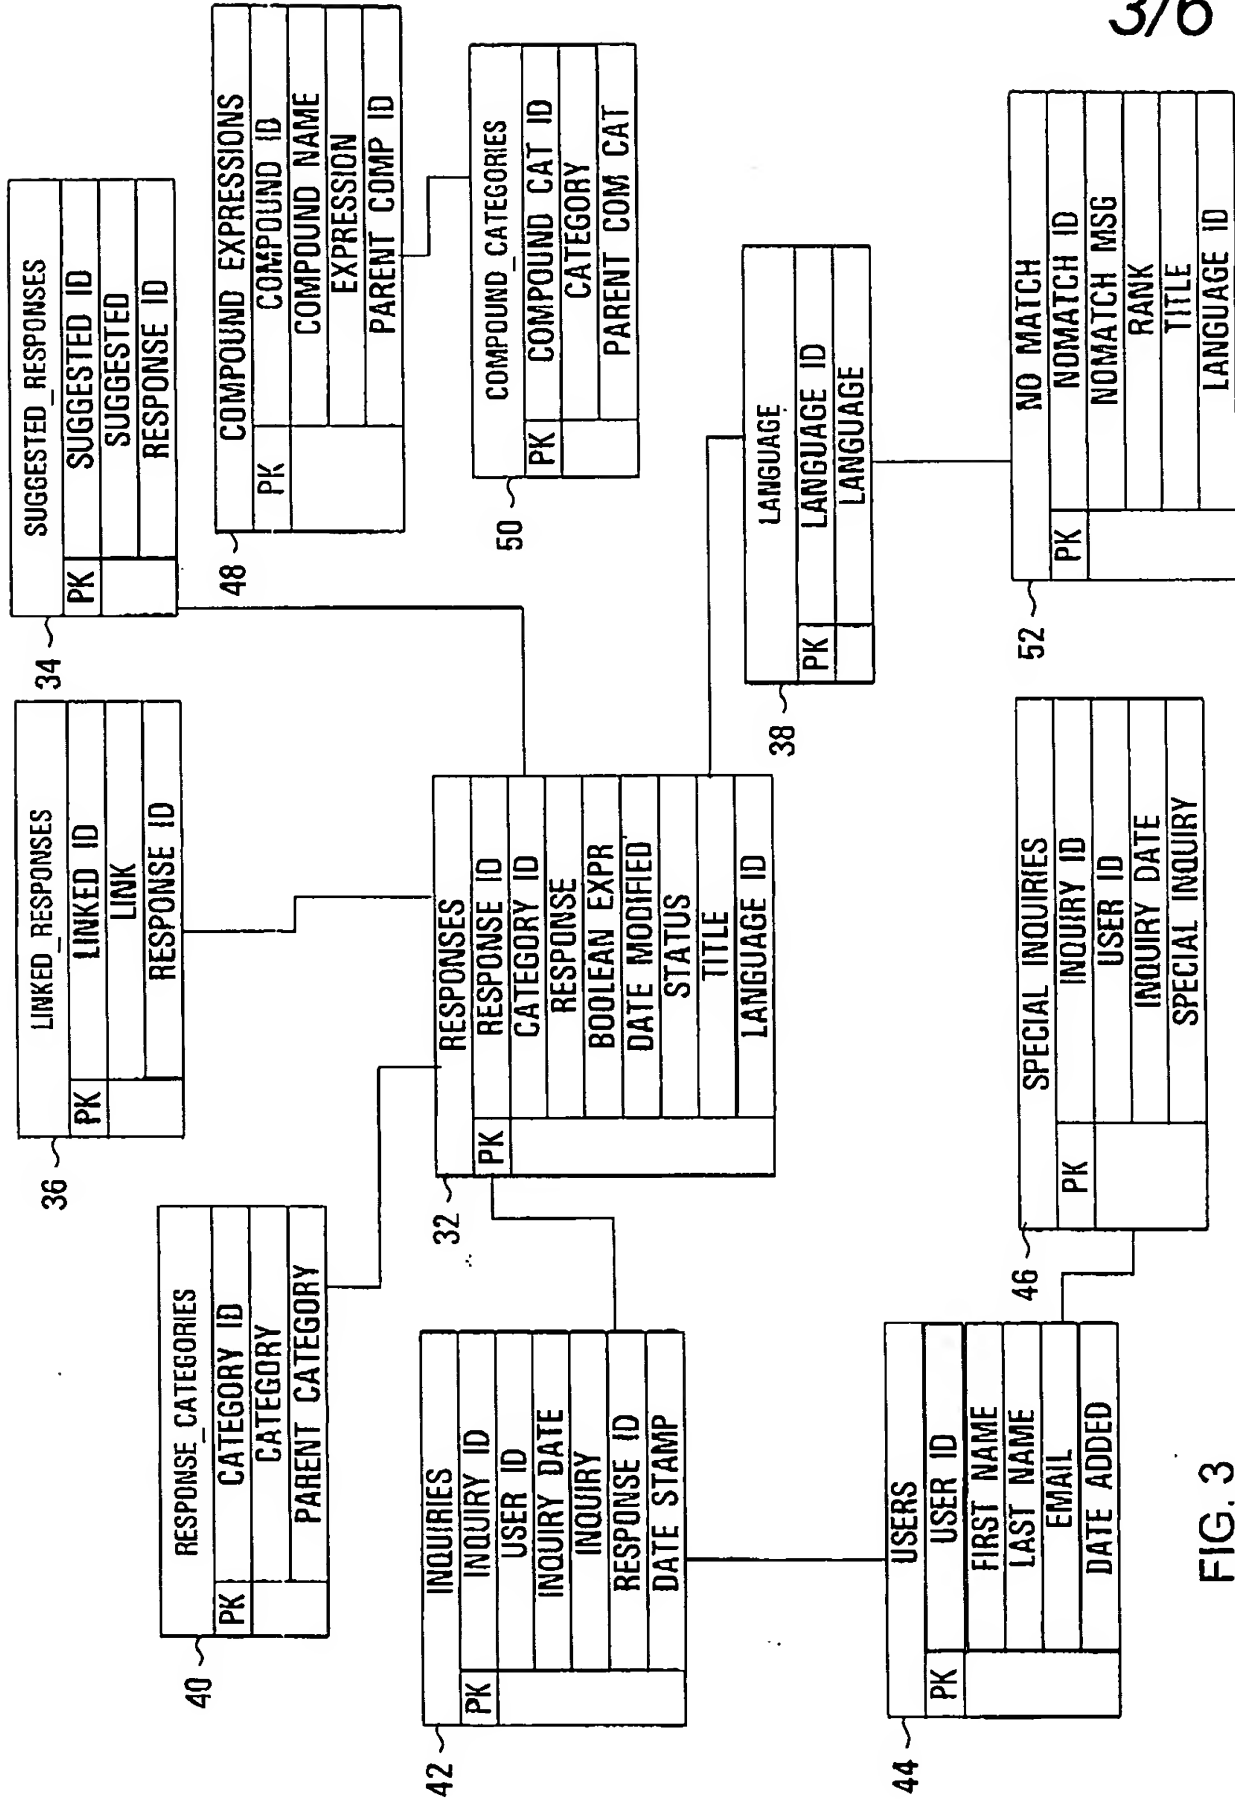 3/6
RESPONSE_CATEGORIES
PK CATEGORY ID
CATEGORY
PARENT CATEGORY
40
LINKED_RESPONSES
PK LINKED ID
LINK
RESPONSE ID
36
SUGGESTED_RESPONSES
PK SUGGESTED ID
SUGGESTED
RESPONSE ID
34
COMPOUND EXPRESSIONS
PK COMPOUND ID
COMPOUND NAME
EXPRESSION
PARENT COMP ID
48
COMPOUND_CATEGORIES
PK COMPOUND CAT ID
CATEGORY
PARENT COM CAT
50
INQUIRIES
PK INQUIRY ID
USER ID
INQUIRY DATE
INQUIRY
RESPONSE ID
DATE STAMP
42
RESPONSES
PK RESPONSE ID
CATEGORY ID
RESPONSE
BOOLEAN EXPR
DATE MODIFIED
STATUS
TITLE
LANGUAGE ID
32
LANGUAGE
PK LANGUAGE ID
LANGUAGE
38
USERS
PK USER ID
FIRST NAME
LAST NAME
EMAIL
DATE ADDED
44
SPECIAL INQUIRIES
PK INQUIRY ID
USER ID
INQUIRY DATE
SPECIAL INQUIRY
46
NO MATCH
PK NOMATCH ID
NOMATCH MSG
RANK
TITLE
LANGUAGE ID
52
FIG. 3